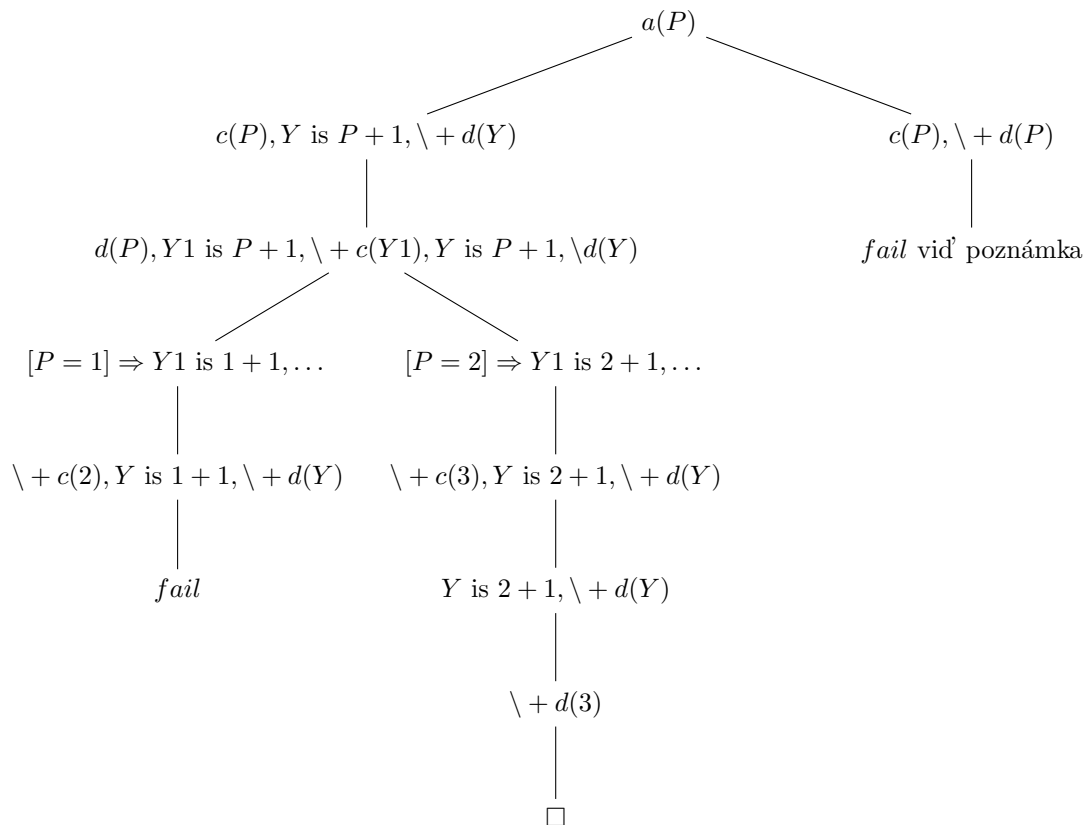 a(P)
c(P), Y is P + 1, \ + d(Y)
c(P), \ + d(P)
d(P), Y1 is P + 1, \ + c(Y1), Y is P + 1, \d(Y)
fail viď poznámka
[P = 1] ⇒ Y1 is 1 + 1, . . .
[P = 2] ⇒ Y1 is 2 + 1, . . .
\ + c(2), Y is 1 + 1, \ + d(Y)
\ + c(3), Y is 2 + 1, \ + d(Y)
fail
Y is 2 + 1, \ + d(Y)
\ + d(3)
□